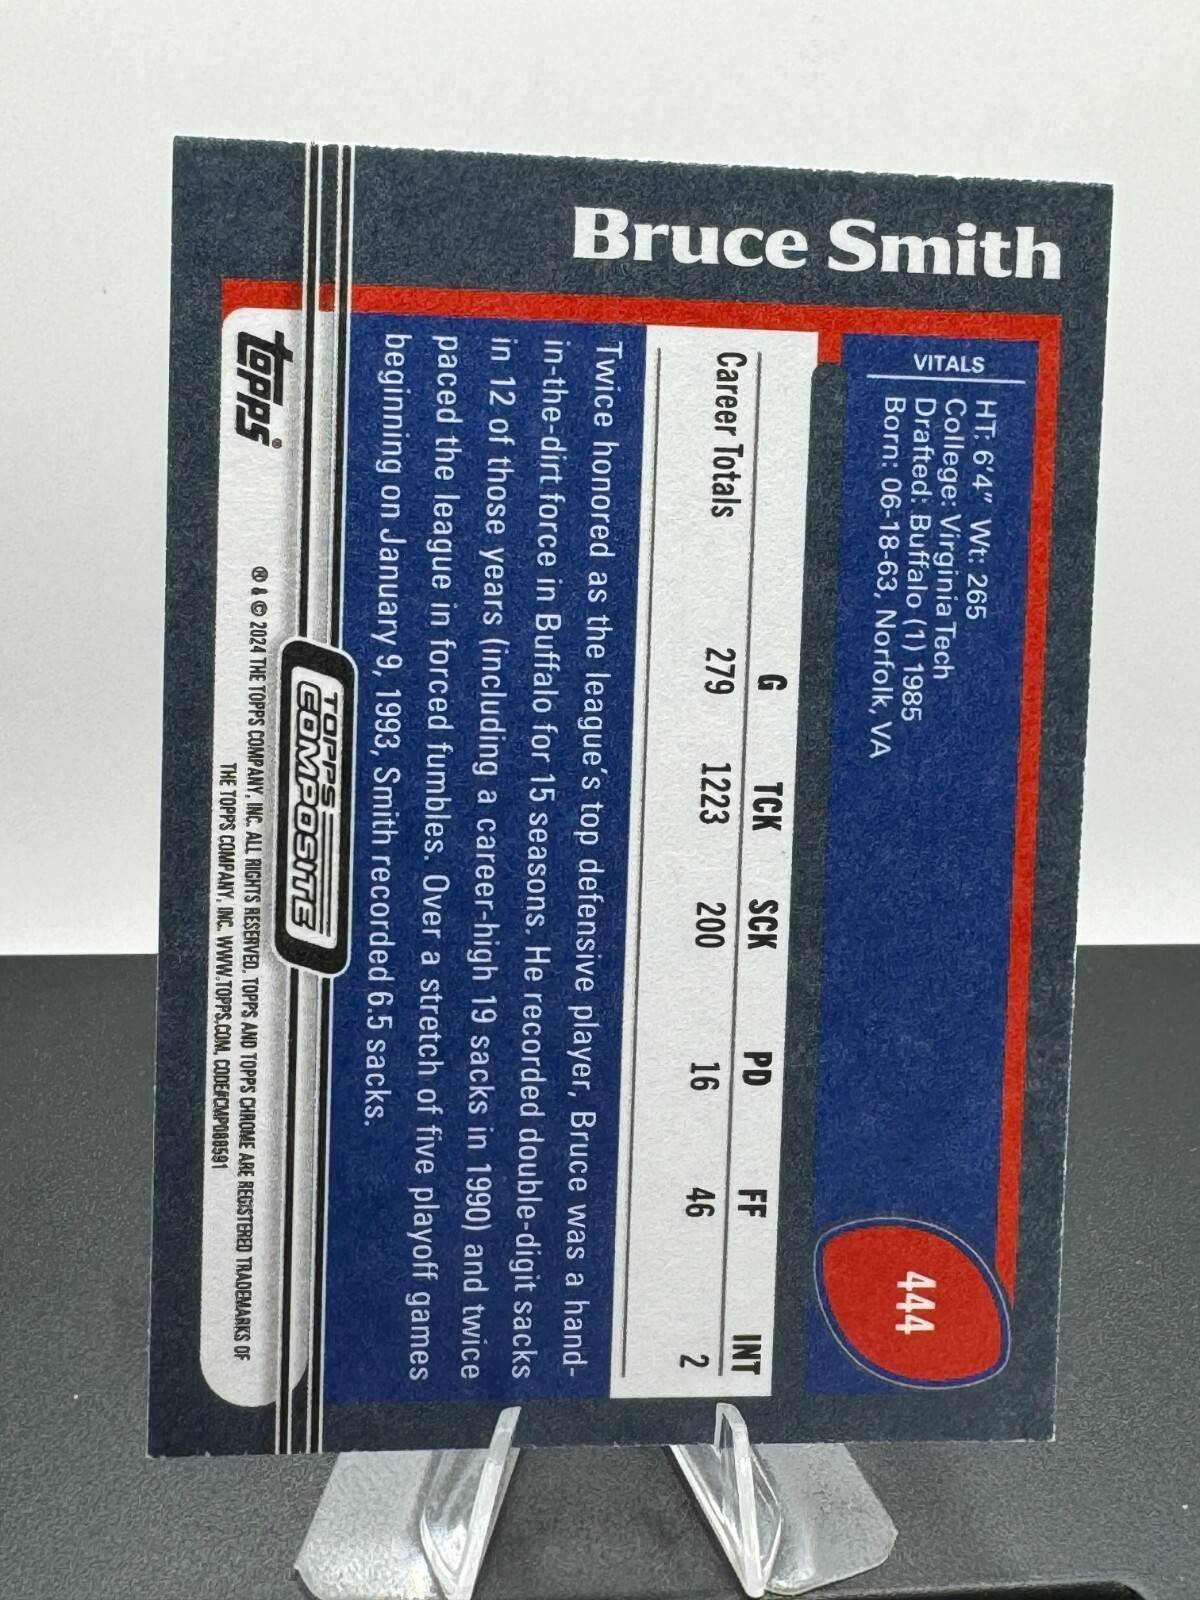 Bruce Smith
444
VITALS
HT: 6'4" Wt: 265
College: Virginia Tech
Drafted: Buffalo (1) 1985
Born: 06-18-63, Norfolk, VA
G TCK SCK PD FF INT
Career Totals 279 1223 200 16 46 2
Twice honored as the league's top defensive player, Bruce was a hand-
in-the-dirt force in Buffalo for 15 seasons. He recorded double-digit sacks
in 12 of those years (including a career-high 19 sacks in 1990) and twice
paced the league in forced fumbles. Over a stretch of five playoff games
beginning on January 9, 1993, Smith recorded 6.5 sacks.
TOPPS
COMPOSITE
topps®
® & © 2024 THE TOPPS COMPANY, INC. ALL RIGHTS RESERVED. TOPPS AND TOPPS CHROME ARE REGISTERED TRADEMARKS OF
THE TOPPS COMPANY, INC. WWW.TOPPS.COM. CODE#CMP088591